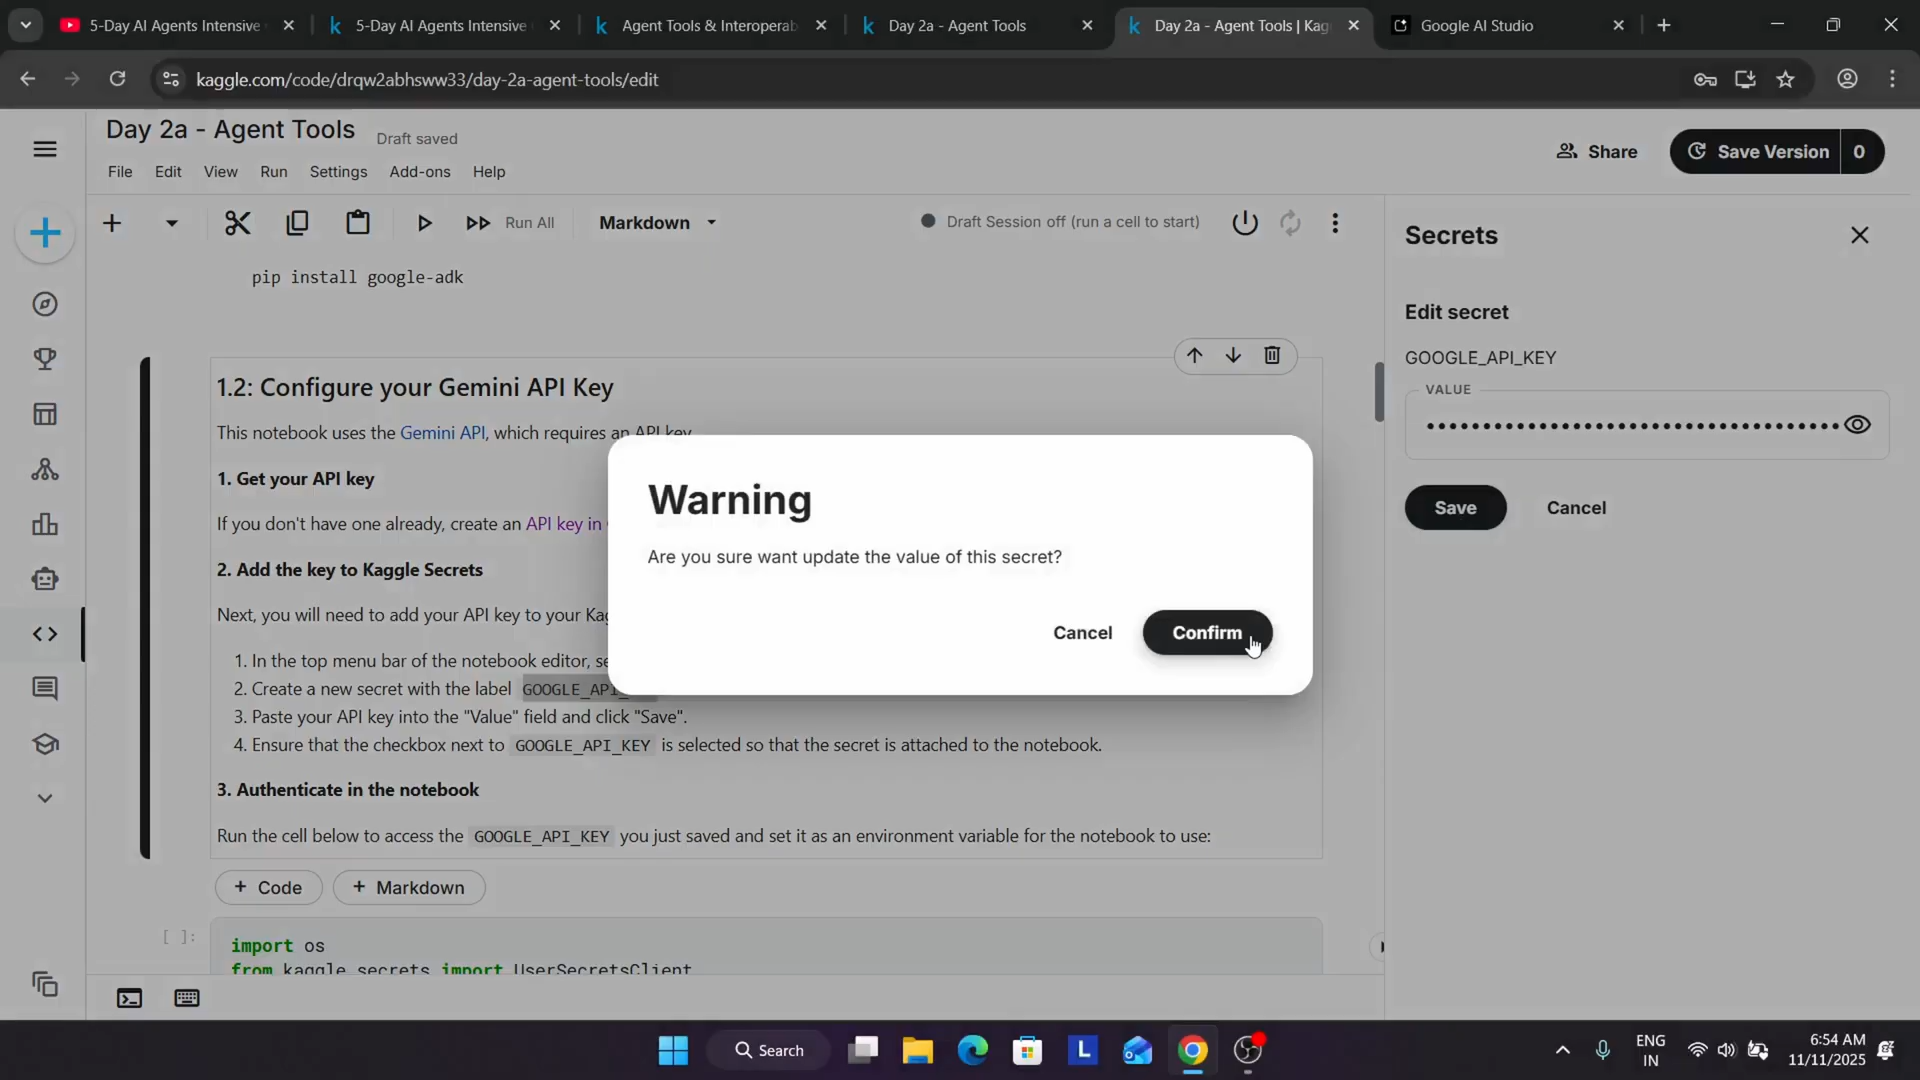 5-Day AI Agents Intensive
5-Day AI Agents Intensive
Agent Tools & Interoperab
Day 2a - Agent Tools
Day 2a - Agent Tools | Kag
Google AI Studio
kaggle.com/code/drqw2abhsww33/day-2a-agent-tools/edit
Day 2a - Agent Tools
Draft saved
File Edit View Run Settings Add-ons Help
Share
Save Version 0
Run All
Markdown
Draft Session off (run a cell to start)
pip install google-adk
1.2: Configure your Gemini API Key
This notebook uses the Gemini API, which requires an API key
1. Get your API key
If you don't have one already, create an API key in
2. Add the key to Kaggle Secrets
Next, you will need to add your API key to your Kag
1. In the top menu bar of the notebook editor, se
2. Create a new secret with the label GOOGLE_API_
3. Paste your API key into the "Value" field and click "Save".
4. Ensure that the checkbox next to GOOGLE_API_KEY is selected so that the secret is attached to the notebook.
3. Authenticate in the notebook
Run the cell below to access the GOOGLE_API_KEY you just saved and set it as an environment variable for the notebook to use:
+ Code
+ Markdown
[ ]:
import os
from kaggle_secrets import UserSecretsClient
Warning
Are you sure want update the value of this secret?
Cancel
Confirm
Secrets
Edit secret
GOOGLE_API_KEY
VALUE
Save
Cancel
Search
ENG
IN
6:54 AM
11/11/2025